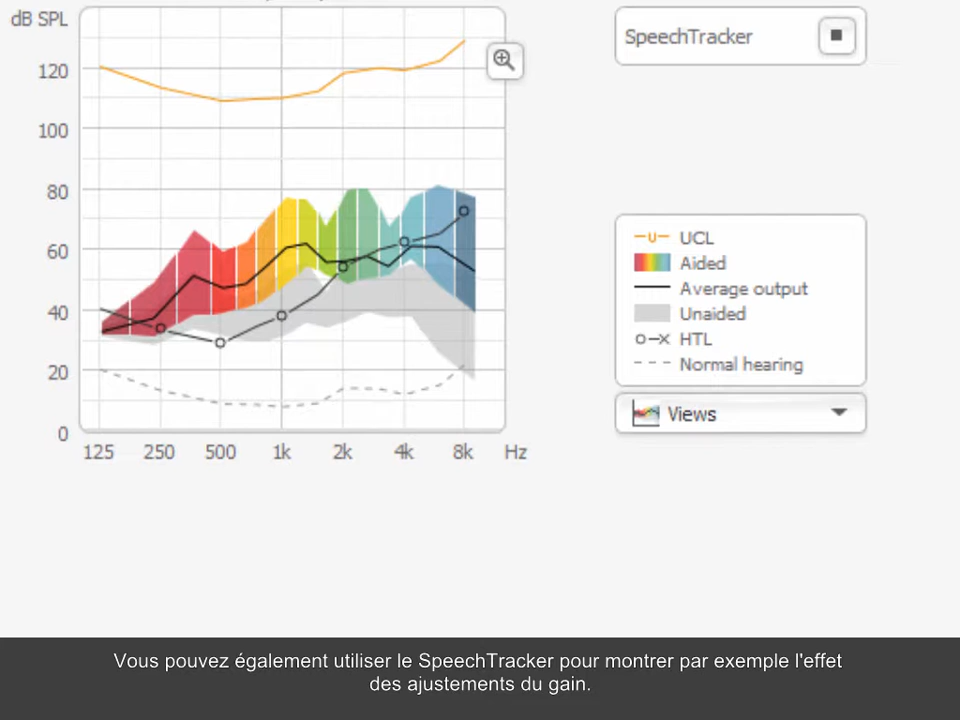 dB SPL
120
100
80
60
40
20
0
125 250 500 1k 2k 4k 8k Hz
SpeechTracker
UCL
Aided
Average output
Unaided
HTL
Normal hearing
Views
Vous pouvez également utiliser le SpeechTracker pour montrer par exemple l'effet
des ajustements du gain.